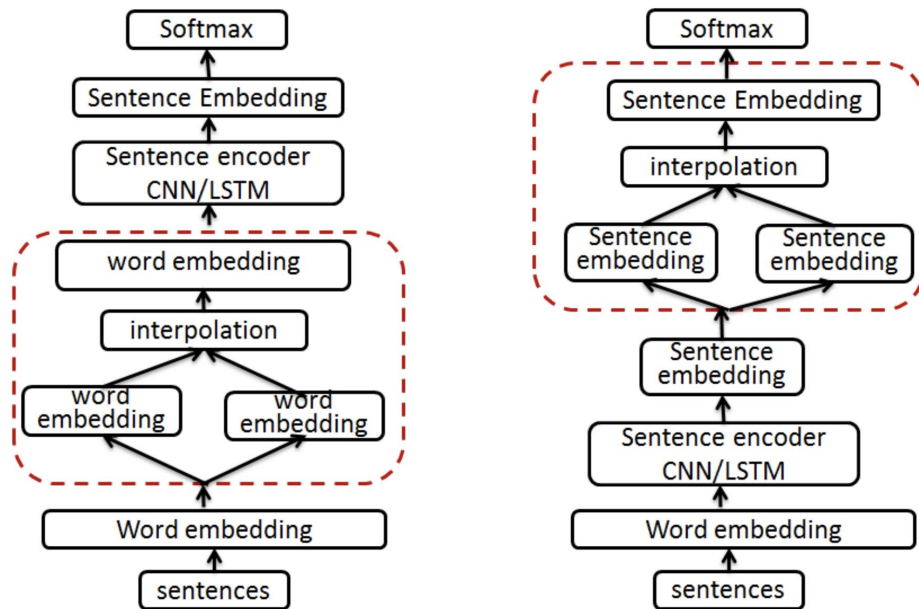 Softmax
Sentence Embedding
Sentence encoder
CNN/LSTM
word embedding
interpolation
word
embedding
word
embedding
Word embedding
sentences
Softmax
Sentence Embedding
interpolation
Sentence
embedding
Sentence
embedding
Sentence
embedding
Sentence encoder
CNN/LSTM
Word embedding
sentences